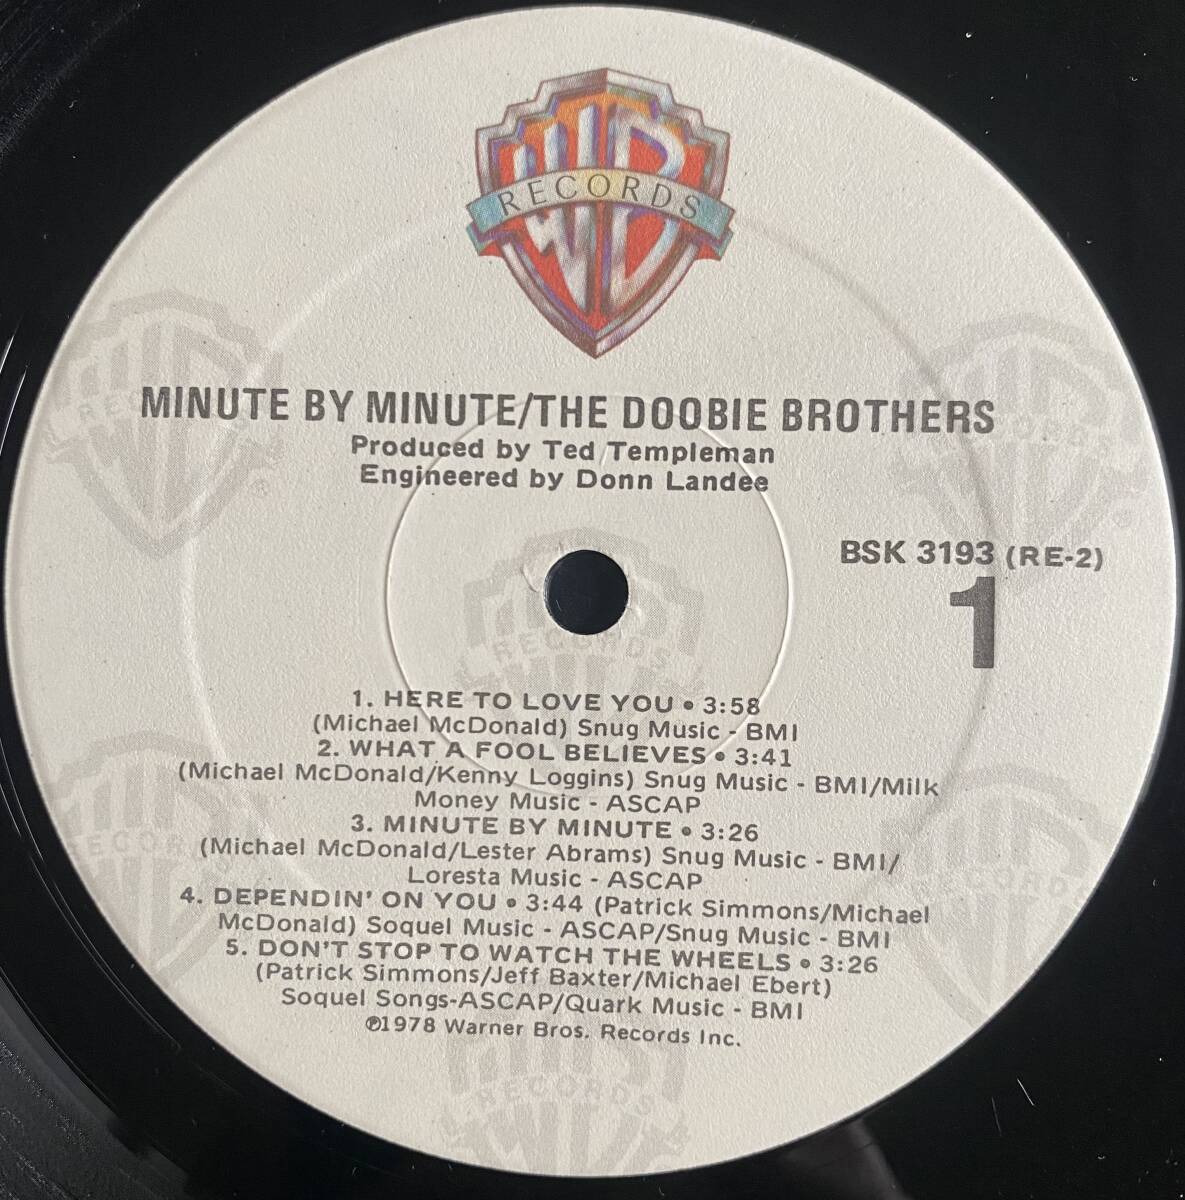 WB
RECORDS
MINUTE BY MINUTE/THE DOOBIE BROTHERS
Produced by Ted Templeman
Engineered by Donn Landee
BSK 3193 (RE-2)
1
1. HERE TO LOVE YOU • 3:58
(Michael McDonald) Snug Music - BMI
2. WHAT A FOOL BELIEVES • 3:41
(Michael McDonald/Kenny Loggins) Snug Music - BMI/Milk
Money Music - ASCAP
3. MINUTE BY MINUTE • 3:26
(Michael McDonald/Lester Abrams) Snug Music - BMI/
Loresta Music - ASCAP
4. DEPENDIN' ON YOU • 3:44 (Patrick Simmons/Michael
McDonald) Soquel Music - ASCAP/Snug Music - BMI
5. DON'T STOP TO WATCH THE WHEELS • 3:26
(Patrick Simmons/Jeff Baxter/Michael Ebert)
Soquel Songs-ASCAP/Quark Music - BMI
℗1978 Warner Bros. Records Inc.